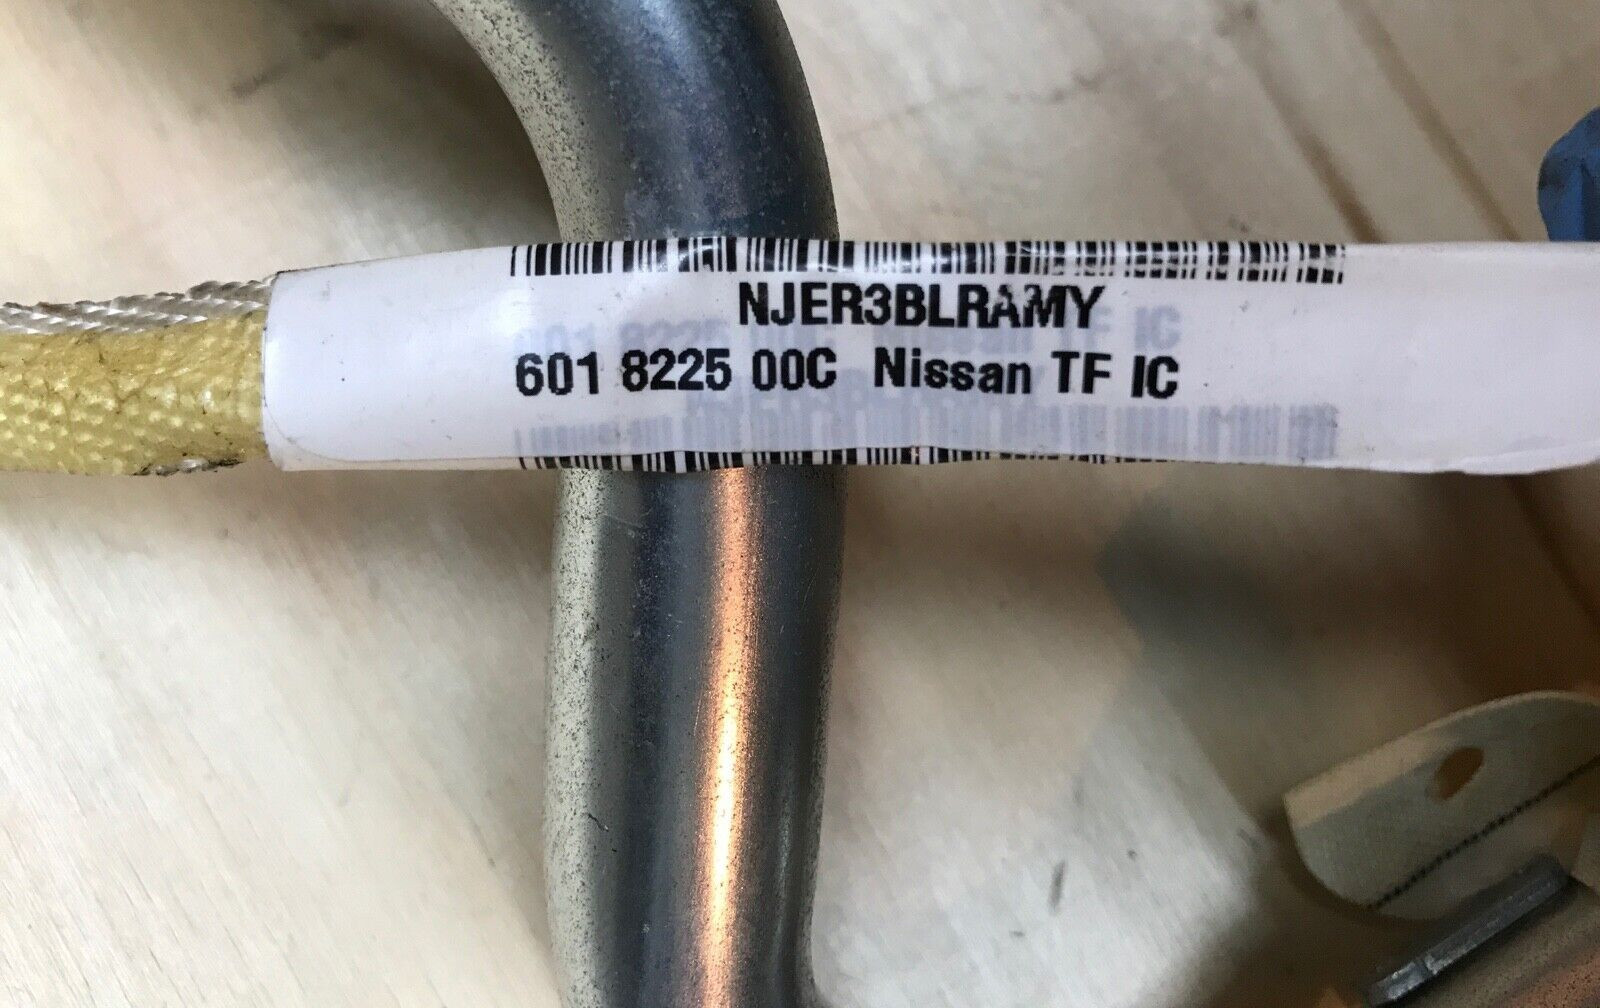 NJER3BLRAMY
601 8225 00C Nissan TF IC